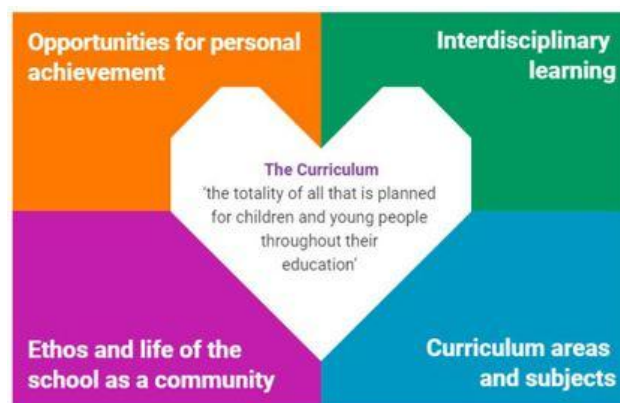 Opportunities for personal
achievement
Interdisciplinary
learning
The Curriculum
'the totality of all that is planned
for children and young people
throughout their
education'
Ethos and life of the
school as a community
Curriculum areas
and subjects